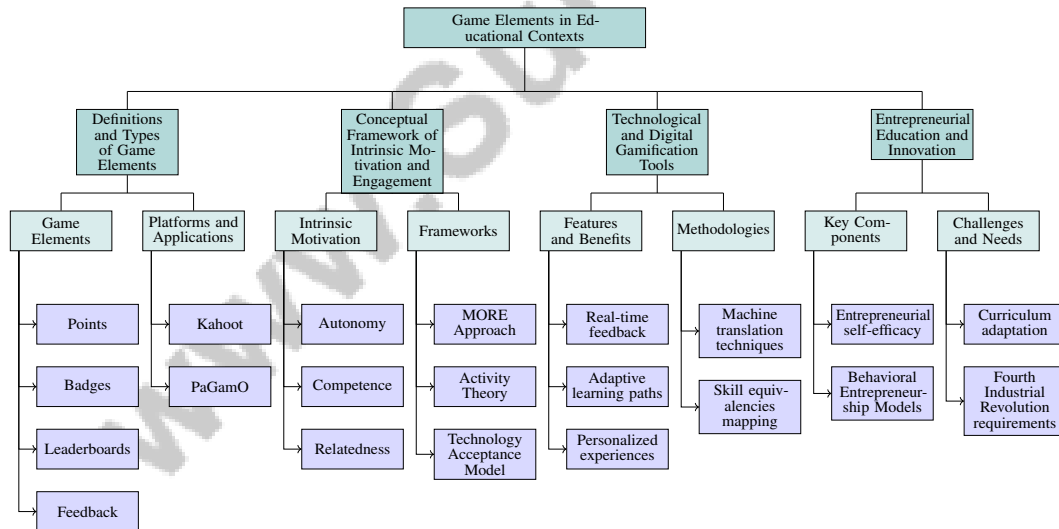 Game Elements in Ed-
ucational Contexts
Definitions
and Types
of Game
Elements
Conceptual
Framework of
Intrinsic Mo-
tivation and
Engagement
Technological
and Digital
Gamification
Tools
Entrepreneurial
Education and
Innovation
Game
Elements
Platforms and
Applications
Intrinsic
Motivation
Frameworks
Features
and Benefits
Methodologies
Key Com-
ponents
Challenges
and Needs
Points
Badges
Leaderboards
Feedback
Kahoot
PaGamO
Autonomy
Competence
Relatedness
MORE
Approach
Activity
Theory
Technology
Acceptance
Model
Real-time
feedback
Adaptive
learning paths
Personalized
experiences
Machine
translation
techniques
Skill equiv-
alencies
mapping
Entrepreneurial
self-efficacy
Behavioral
Entrepreneur-
ship Models
Curriculum
adaptation
Fourth
Industrial
Revolution
requirements
www.su